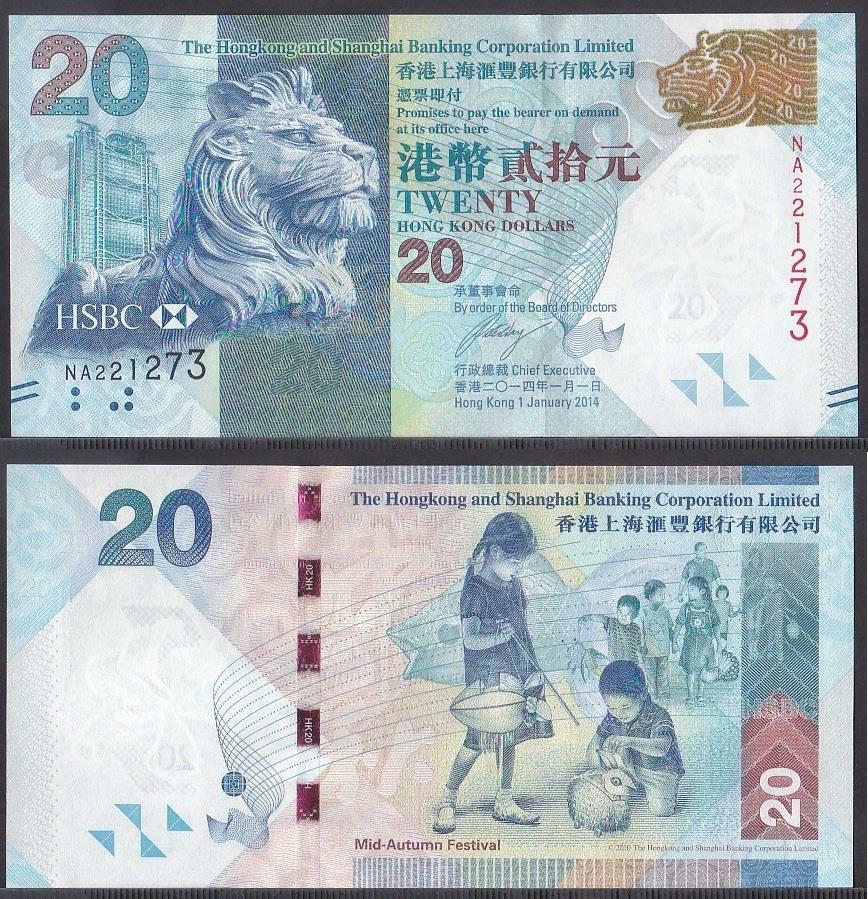 20
The Hongkong and Shanghai Banking Corporation Limited
香港上海滙豐銀行有限公司
憑票即付
Promises to pay the bearer on demand
at its office here
港幣貳拾元
TWENTY
HONG KONG DOLLARS
20
承董事會命
By order of the Board of Directors
行政總裁 Chief Executive
香港二〇一四年一月一日
Hong Kong 1 January 2014
HSBC
NA221273
20
20
20
20
NA221273
20
20
The Hongkong and Shanghai Banking Corporation Limited
香港上海滙豐銀行有限公司
HK20
HK20
20
20
Mid-Autumn Festival
© 2010 The Hongkong and Shanghai Banking Corporation Limited